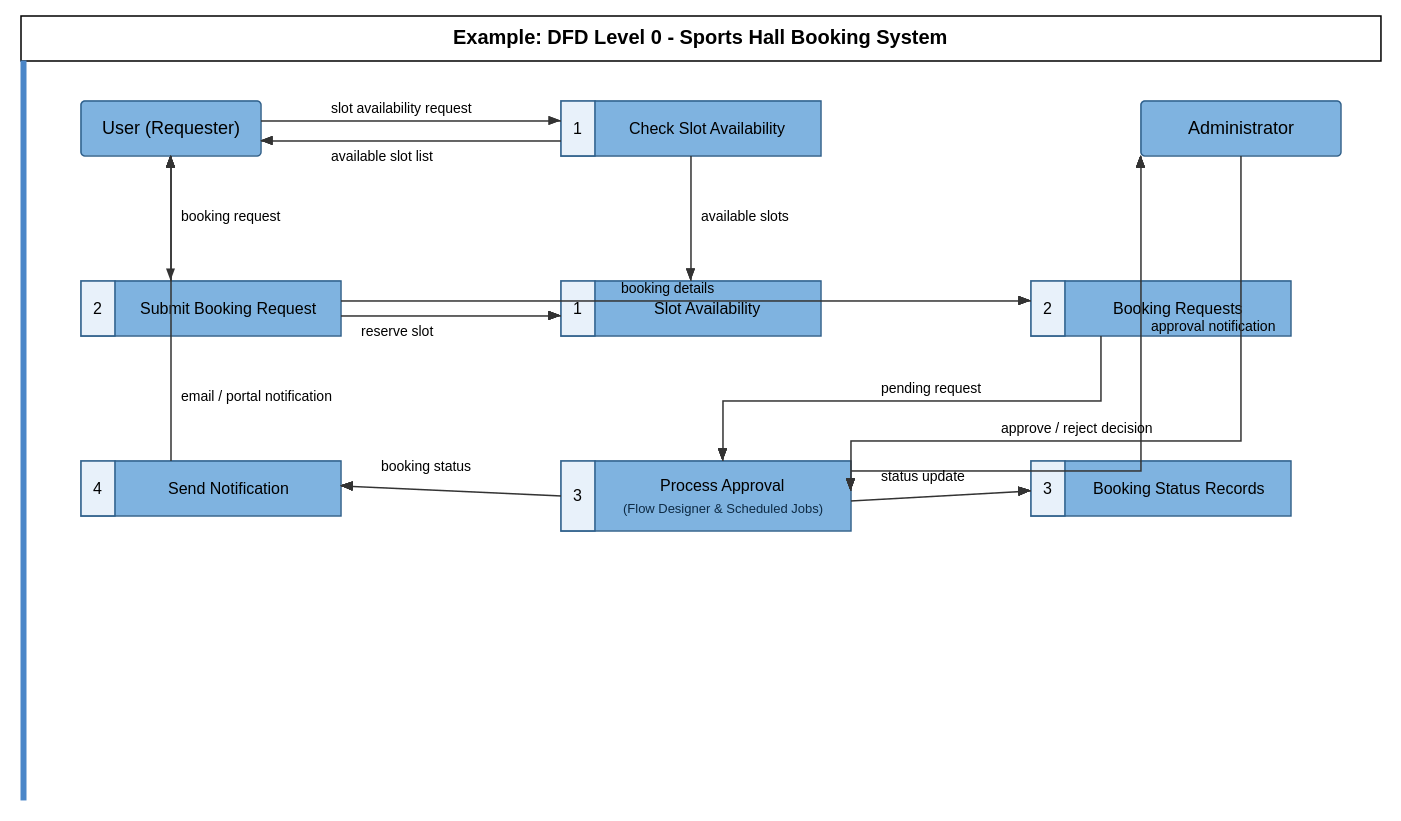 Example: DFD Level 0 - Sports Hall Booking System
User (Requester)
slot availability request
available slot list
1
Check Slot Availability
Administrator
booking request
available slots
2
Submit Booking Request
booking details
reserve slot
1
Slot Availability
2
Booking Requests
approval notification
email / portal notification
pending request
approve / reject decision
4
Send Notification
booking status
3
Process Approval
(Flow Designer & Scheduled Jobs)
status update
3
Booking Status Records